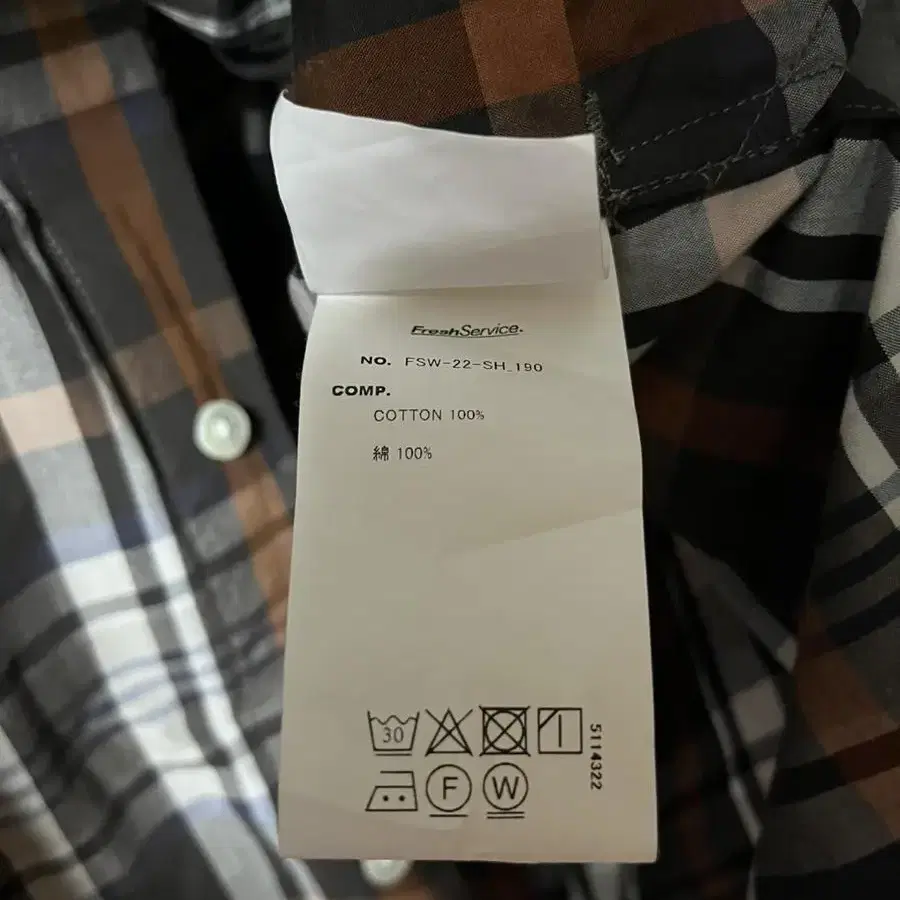 FreshService.
NO. FSW-22-SH_190
COMP.
COTTON 100%
綿 100%
30
5114322
F
W